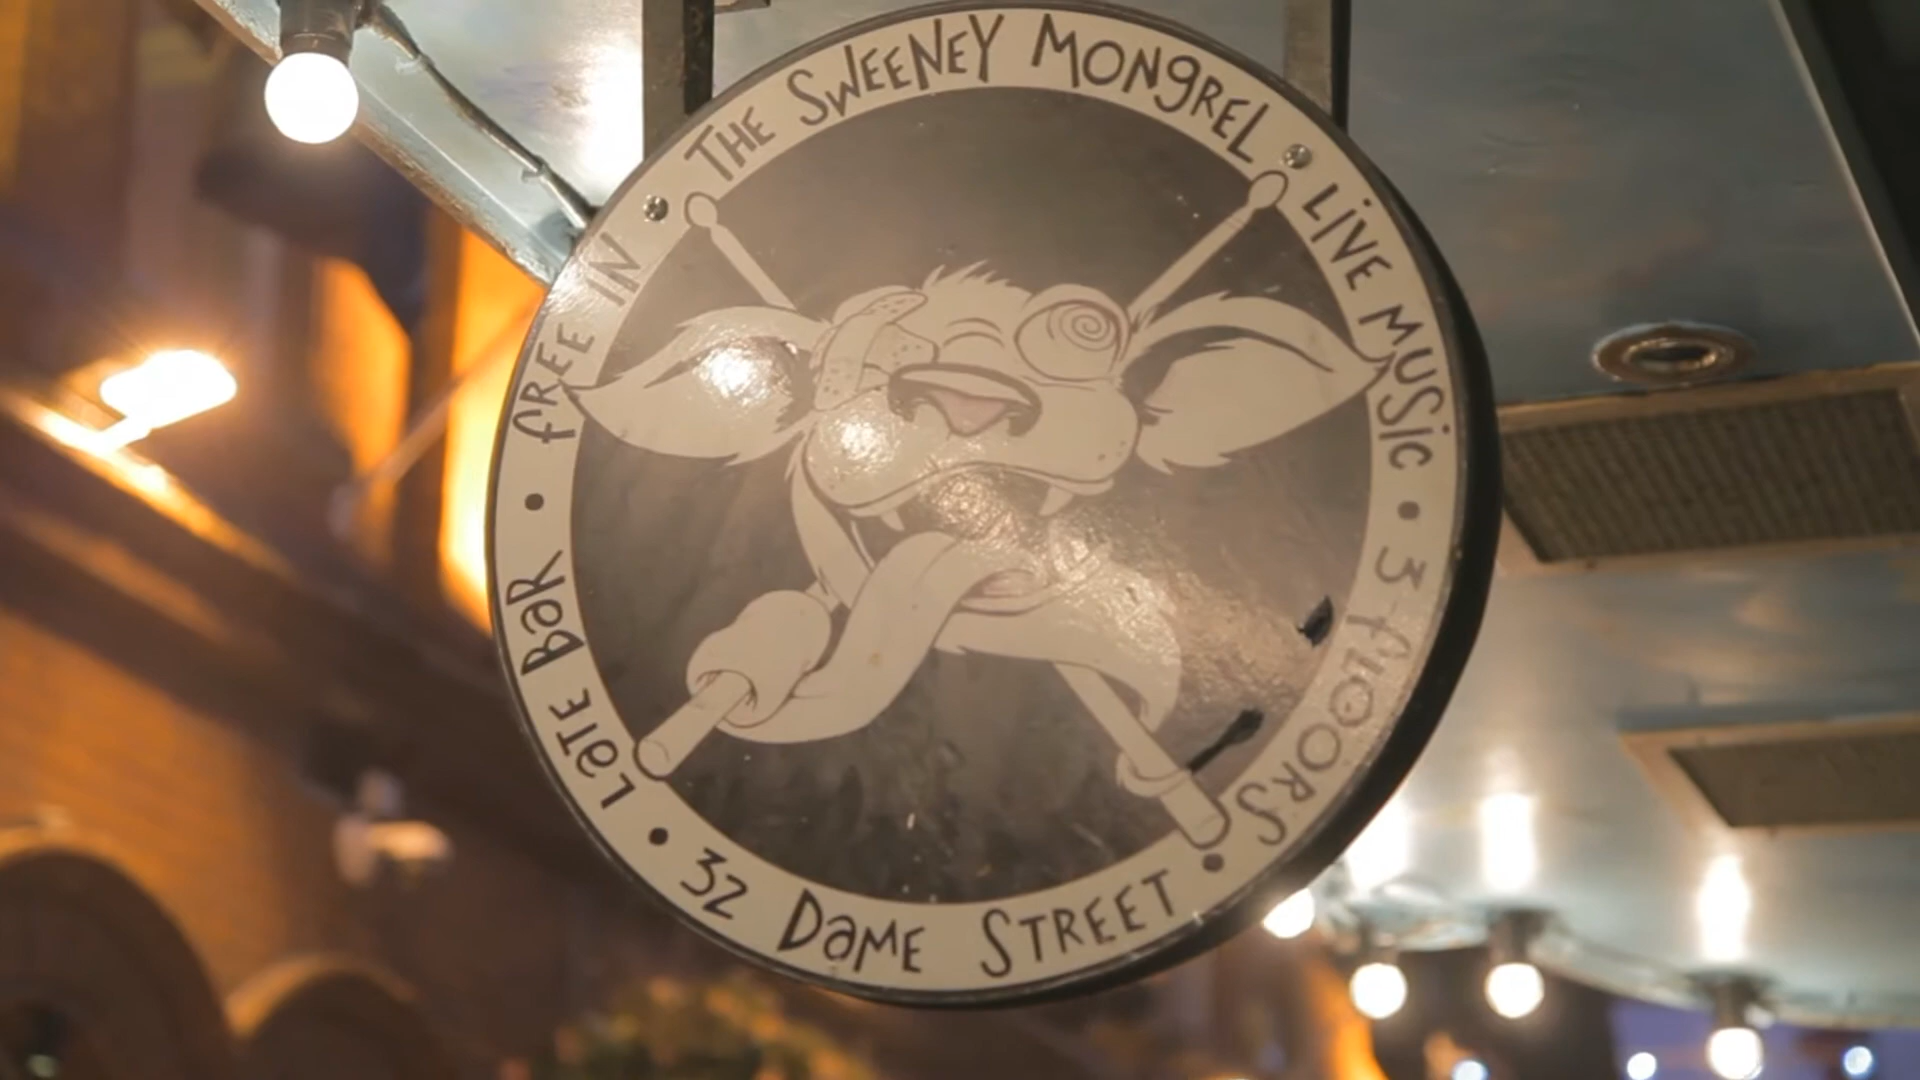 THE SWEENEY MONGREL
LIVE MUSIC
3 FLOORS
32 DAME STREET
LATE BAR
FREE IN